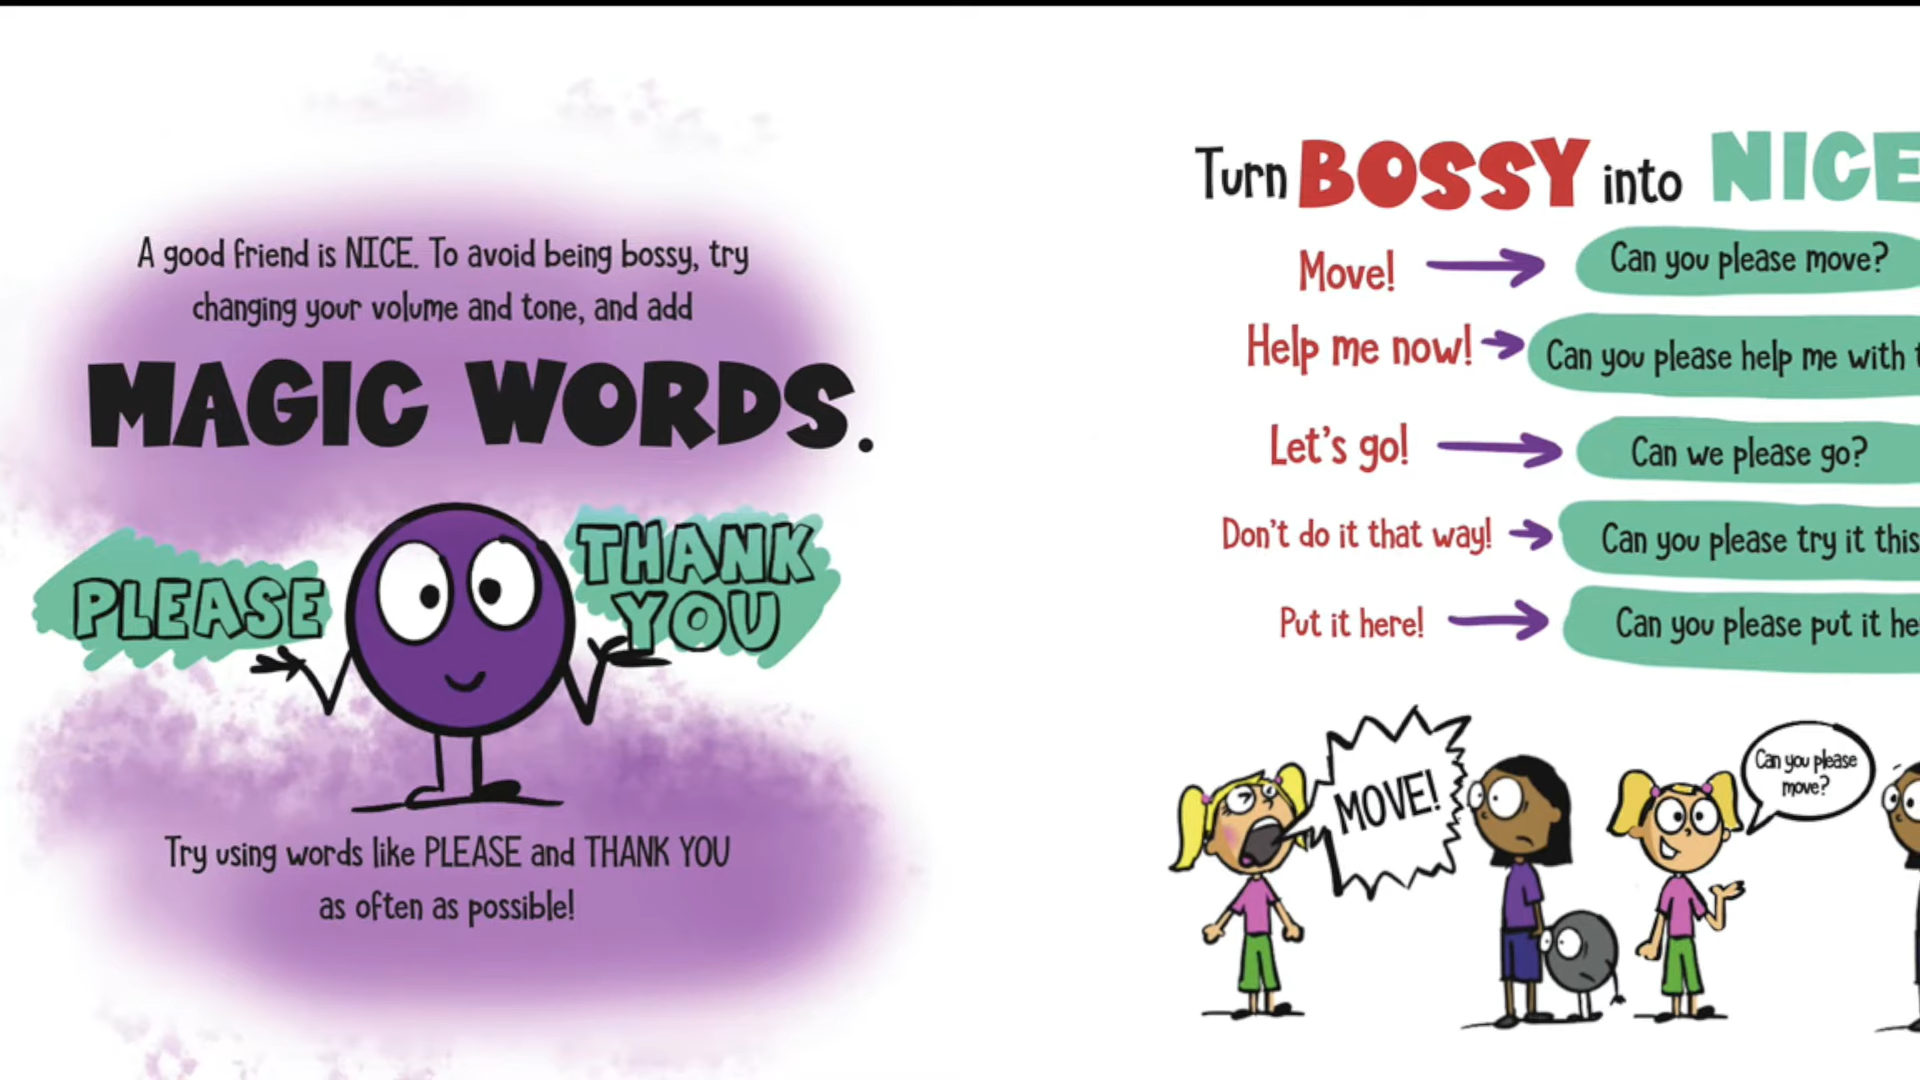 A good friend is NICE. To avoid being bossy, try
changing your volume and tone, and add
MAGIC WORDS.
PLEASE
THANK
YOU
Try using words like PLEASE and THANK YOU
as often as possible!
Turn BOSSY into NICE
Move! Can you please move?
Help me now! Can you please help me with
Let's go! Can we please go?
Don't do it that way! Can you please try it this
Put it here! Can you please put it
MOVE!
Can you please
move?